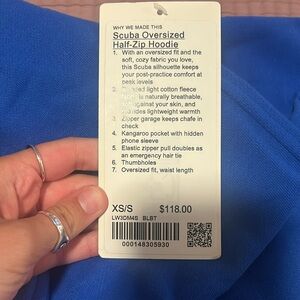 WHY WE MADE THIS
Scuba Oversized
Half-Zip Hoodie
1. With an oversized fit and the
soft, cozy fabric you love,
this Scuba silhouette keeps
your post-practice comfort at
peak levels
light cotton fleece
is naturally breathable,
against your skin, and
provides lightweight warmth
3. Zipper garage keeps chafe in
check
4. Kangaroo pocket with hidden
phone sleeve
5. Elastic zipper pull doubles as
an emergency hair tie
6. Thumbholes
7. Oversized fit, waist length
XS/S $118.00
LW3DM4S BLBT
000148305930